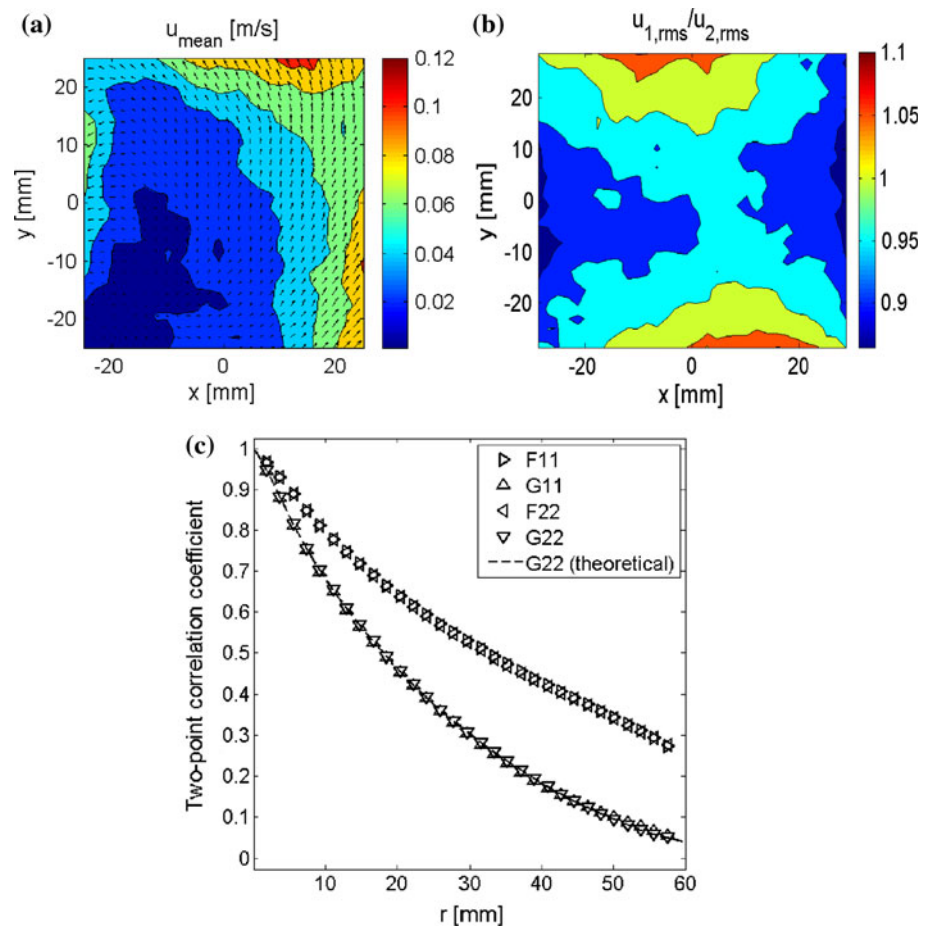 (a)
u_mean [m/s]
20
10
0
-10
-20
y [mm]
-20
0
20
x [mm]
0.12
0.1
0.08
0.06
0.04
0.02
(b)
u_1,rms/u_2,rms
20
10
0
-10
-20
y [mm]
-20
0
20
x [mm]
1.1
1.05
1
0.95
0.9
(c)
1
0.9
0.8
0.7
0.6
0.5
0.4
0.3
0.2
0.1
0
Two-point correlation coefficient
F11
G11
F22
G22
G22 (theoretical)
10
20
30
40
50
60
r [mm]